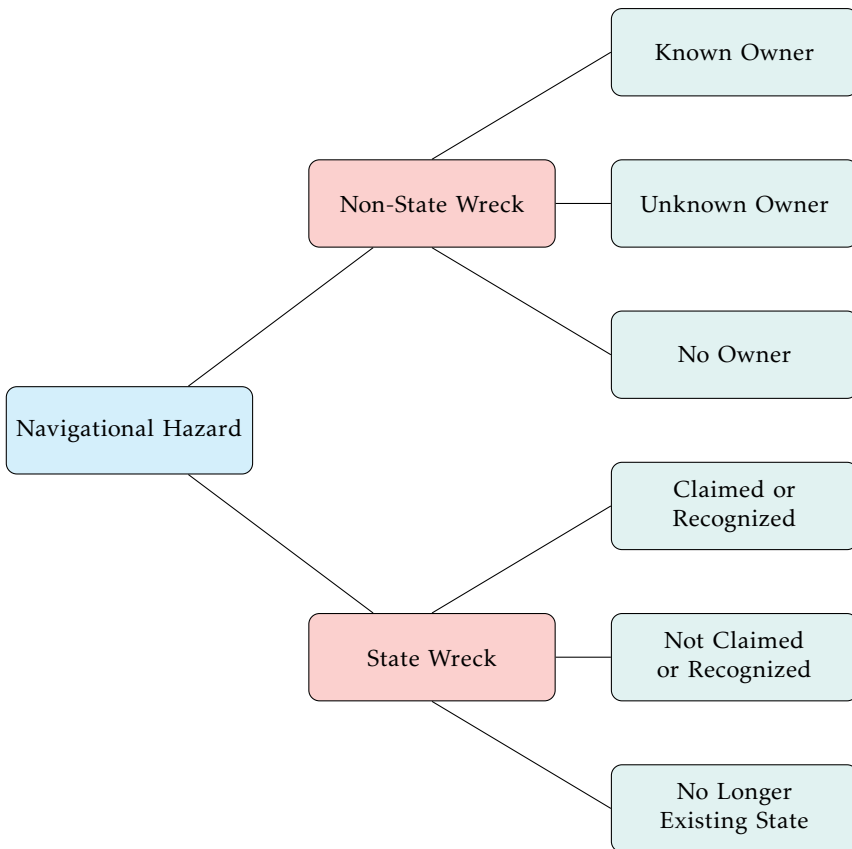 Known Owner
Non-State Wreck
Unknown Owner
No Owner
Navigational Hazard
Claimed or
Recognized
State Wreck
Not Claimed
or Recognized
No Longer
Existing State